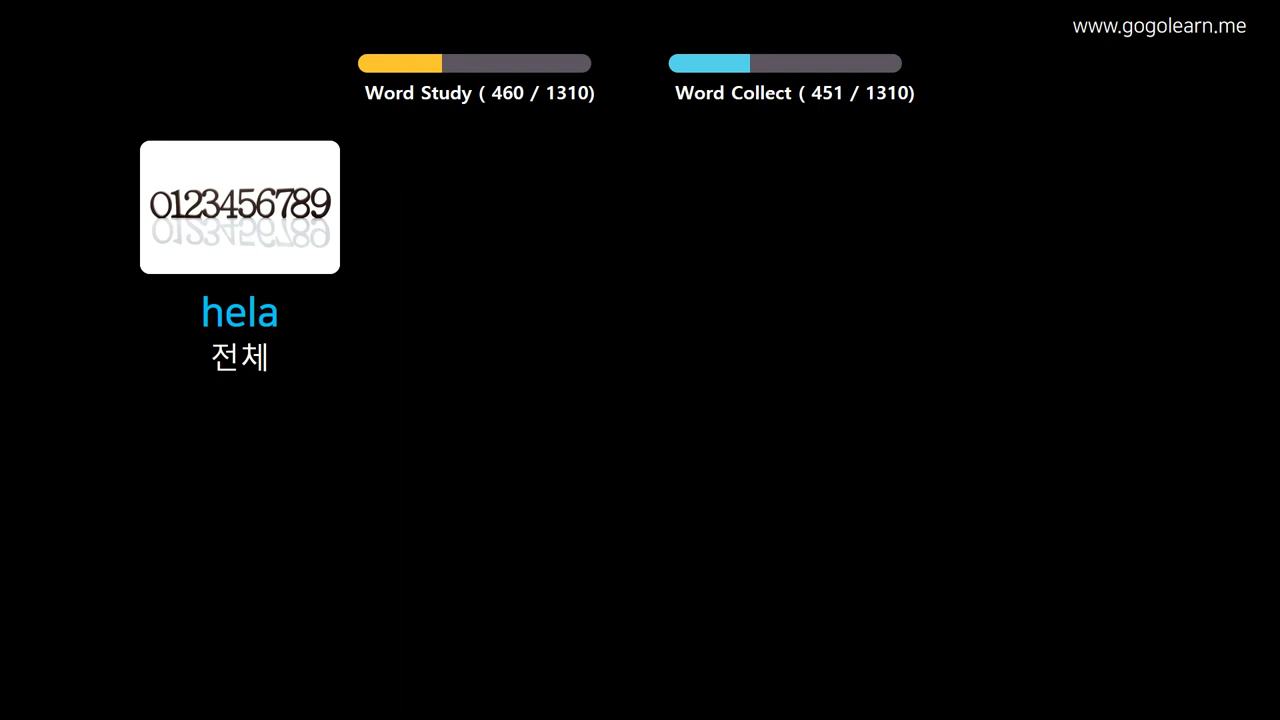 www.gogolearn.me
Word Study ( 460 / 1310)
Word Collect ( 451 / 1310)
0123456789
hela
전체